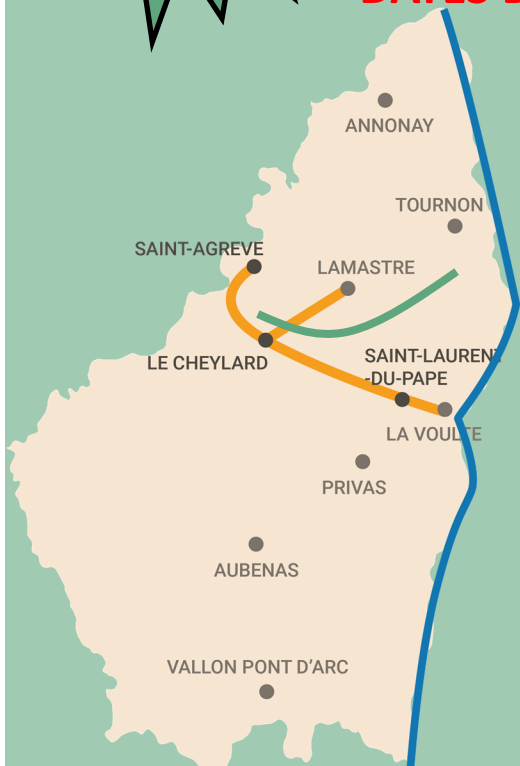 ANNONAY
TOURNON
SAINT-AGREVE
LAMASTRE
LE CHEYLARD
SAINT-LAURENT
-DU-PAPE
LA VOULTE
PRIVAS
AUBENAS
VALLON PONT D'ARC